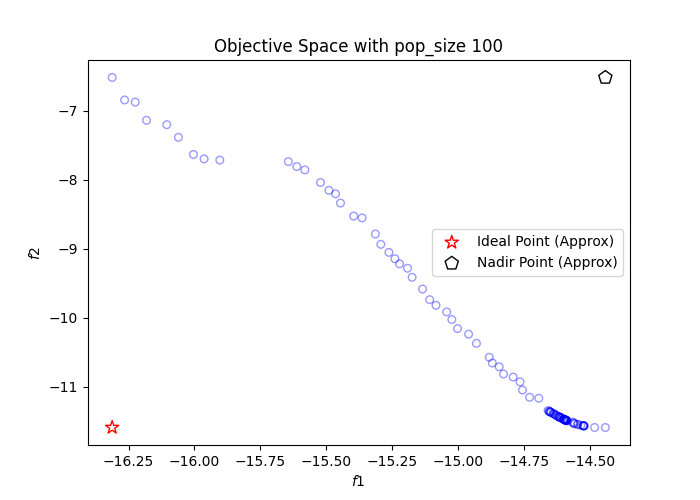 Objective Space with pop_size 100
−7
−8
−9
−10
−11
f2
Ideal Point (Approx)
Nadir Point (Approx)
−16.25
−16.00
−15.75
−15.50
−15.25
−15.00
−14.75
−14.50
f1